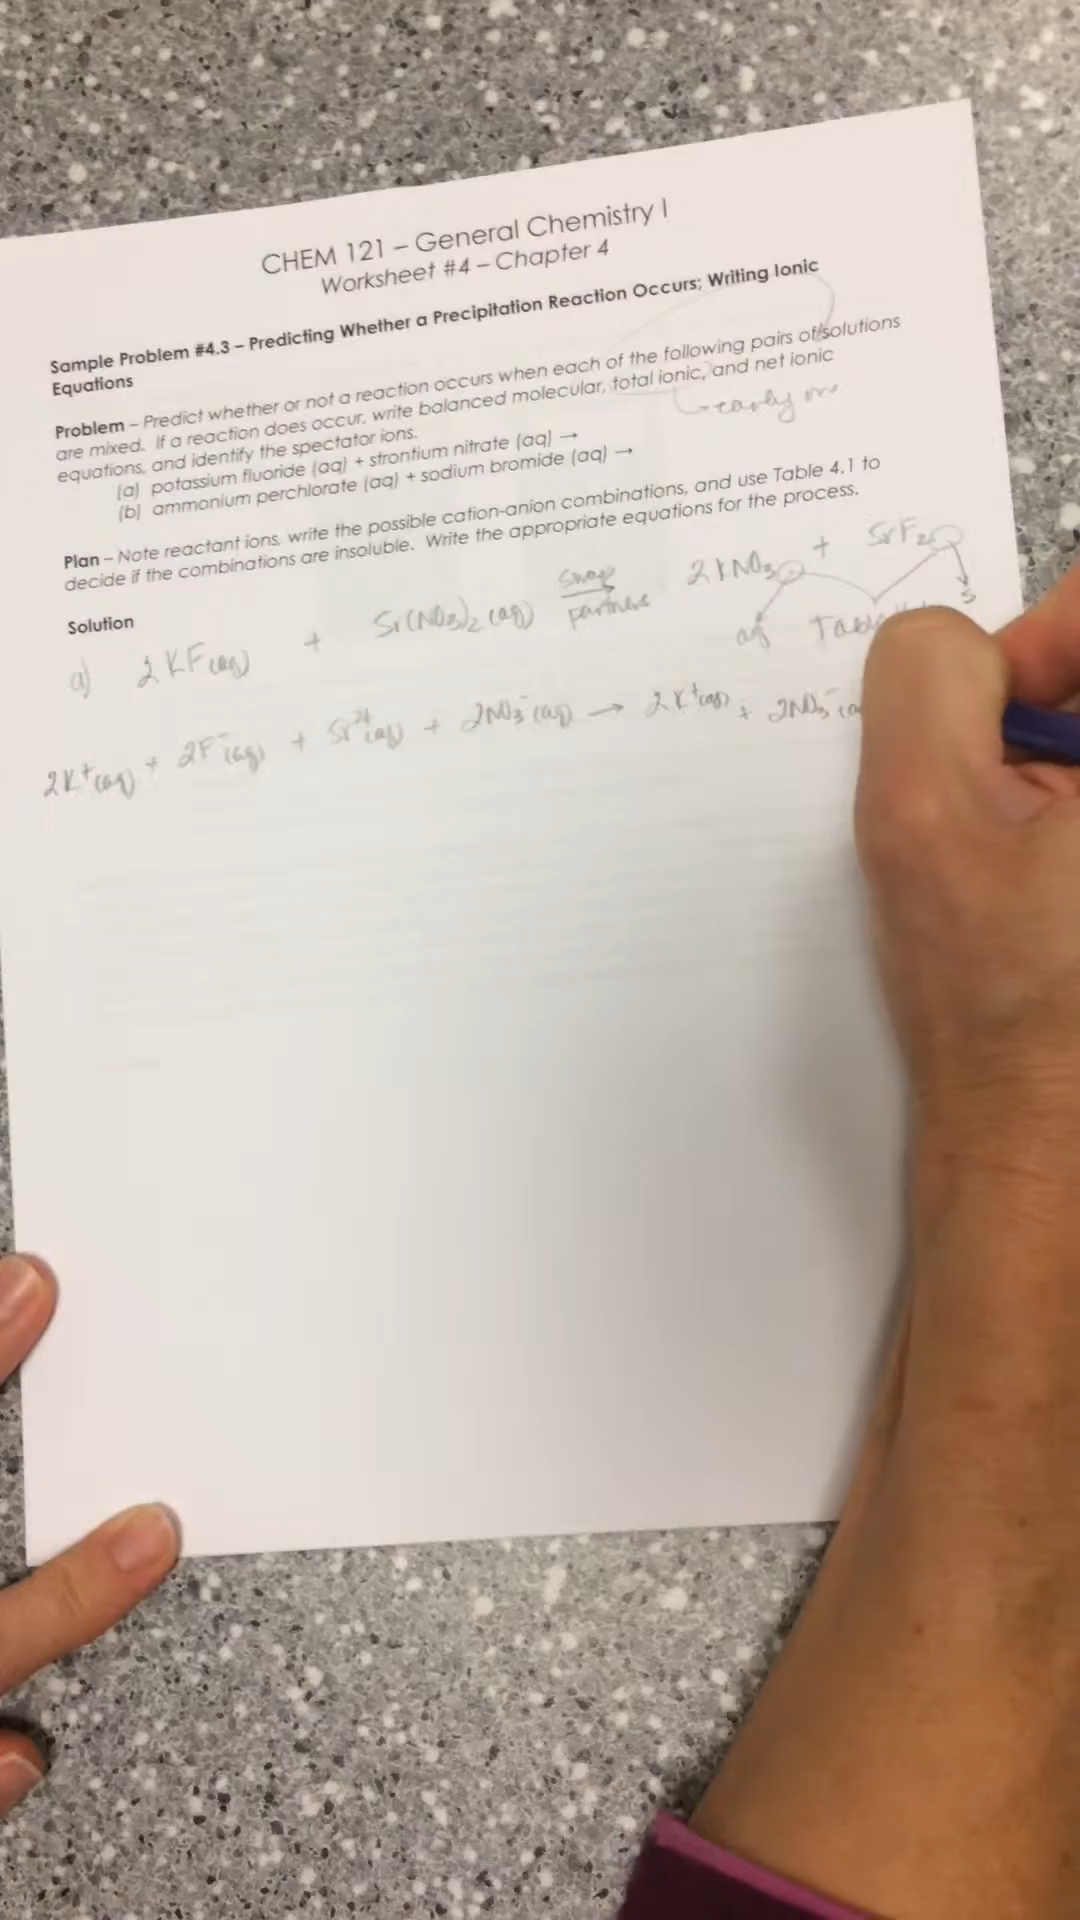 CHEM 121 – General Chemistry I
Worksheet #4 – Chapter 4
Sample Problem #4.3 – Predicting Whether a Precipitation Reaction Occurs; Writing Ionic
Equations
Problem – Predict whether or not a reaction occurs when each of the following pairs of solutions
are mixed. If a reaction does occur, write balanced molecular, total ionic, and net ionic
equations, and identify the spectator ions.
(a) potassium fluoride (aq) + strontium nitrate (aq) →
(b) ammonium perchlorate (aq) + sodium bromide (aq) →
Plan – Note reactant ions, write the possible cation-anion combinations, and use Table 4.1 to
decide if the combinations are insoluble. Write the appropriate equations for the process.
Solution
a) 2KF(aq) + Sr(NO₃)₂(aq) swap partners → 2KNO₃ + SrF₂
aq s
2K⁺(aq) + 2F⁻(aq) + Sr²⁺(aq) + 2NO₃⁻(aq) → 2K⁺(aq) + 2NO₃⁻